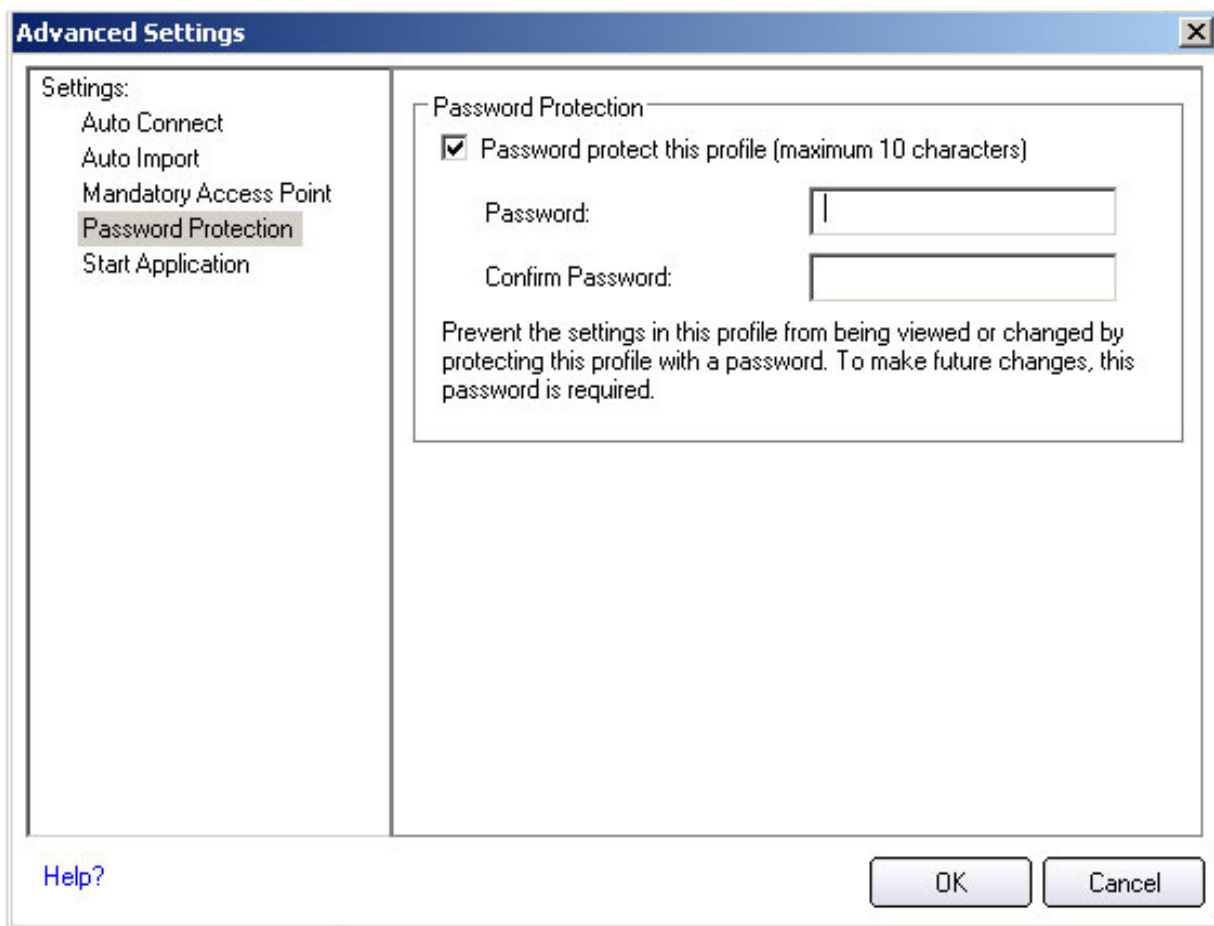 Advanced Settings
Settings:
Auto Connect
Auto Import
Mandatory Access Point
Password Protection
Start Application
Password Protection
Password protect this profile (maximum 10 characters)
Password:
Confirm Password:
Prevent the settings in this profile from being viewed or changed by
protecting this profile with a password. To make future changes, this
password is required.
Help?
OK
Cancel